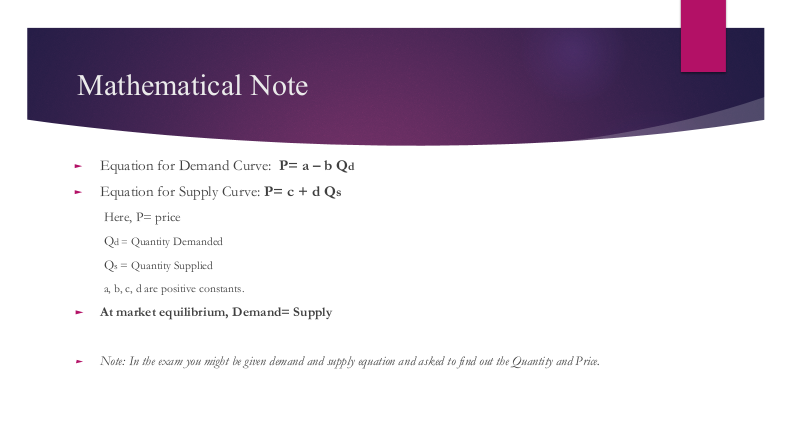 Mathematical Note
► Equation for Demand Curve: P= a – b Qd
► Equation for Supply Curve: P= c + d Qs
Here, P= price
Qd = Quantity Demanded
Qs = Quantity Supplied
a, b, c, d are positive constants.
► At market equilibrium, Demand= Supply
► Note: In the exam you might be given demand and supply equation and asked to find out the Quantity and Price.